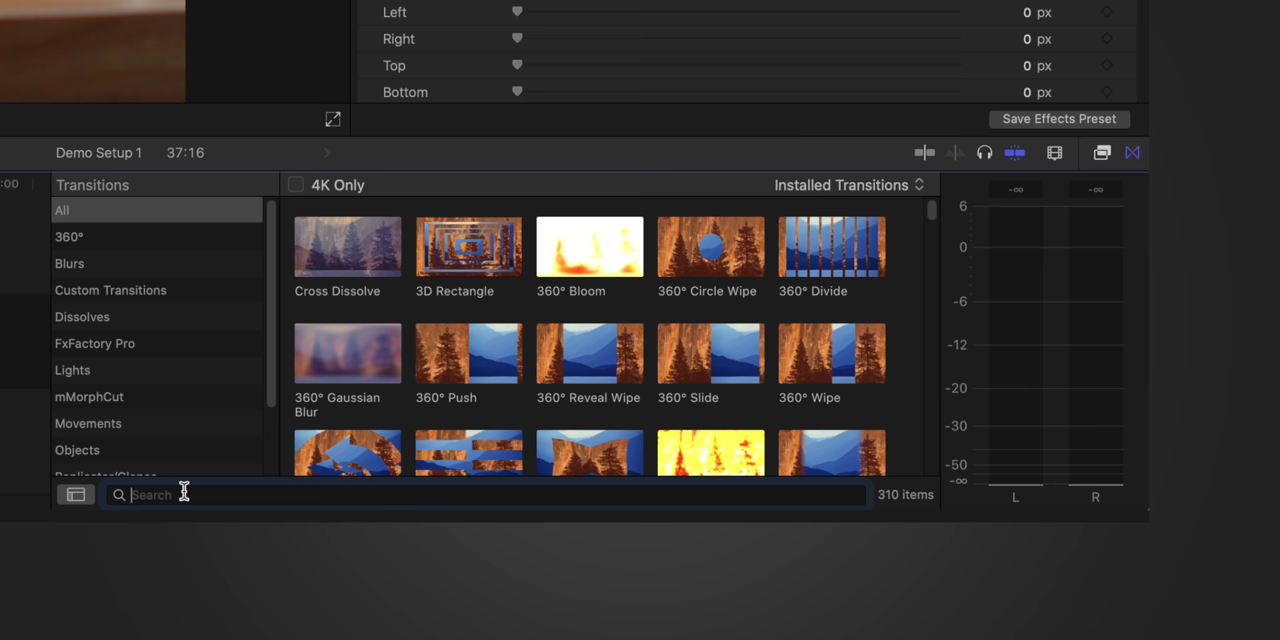 Left 0 px
Right 0 px
Top 0 px
Bottom 0 px
Save Effects Preset
Demo Setup 1 37:16
:00
Transitions
4K Only
Installed Transitions
All
360°
Blurs
Custom Transitions
Dissolves
FxFactory Pro
Lights
mMorphCut
Movements
Objects
Replicator/Clones
Cross Dissolve
3D Rectangle
360° Bloom
360° Circle Wipe
360° Divide
360° Gaussian
Blur
360° Push
360° Reveal Wipe
360° Slide
360° Wipe
Search
310 items
-∞ -∞
6
0
-6
-12
-20
-30
-50
-∞
L R